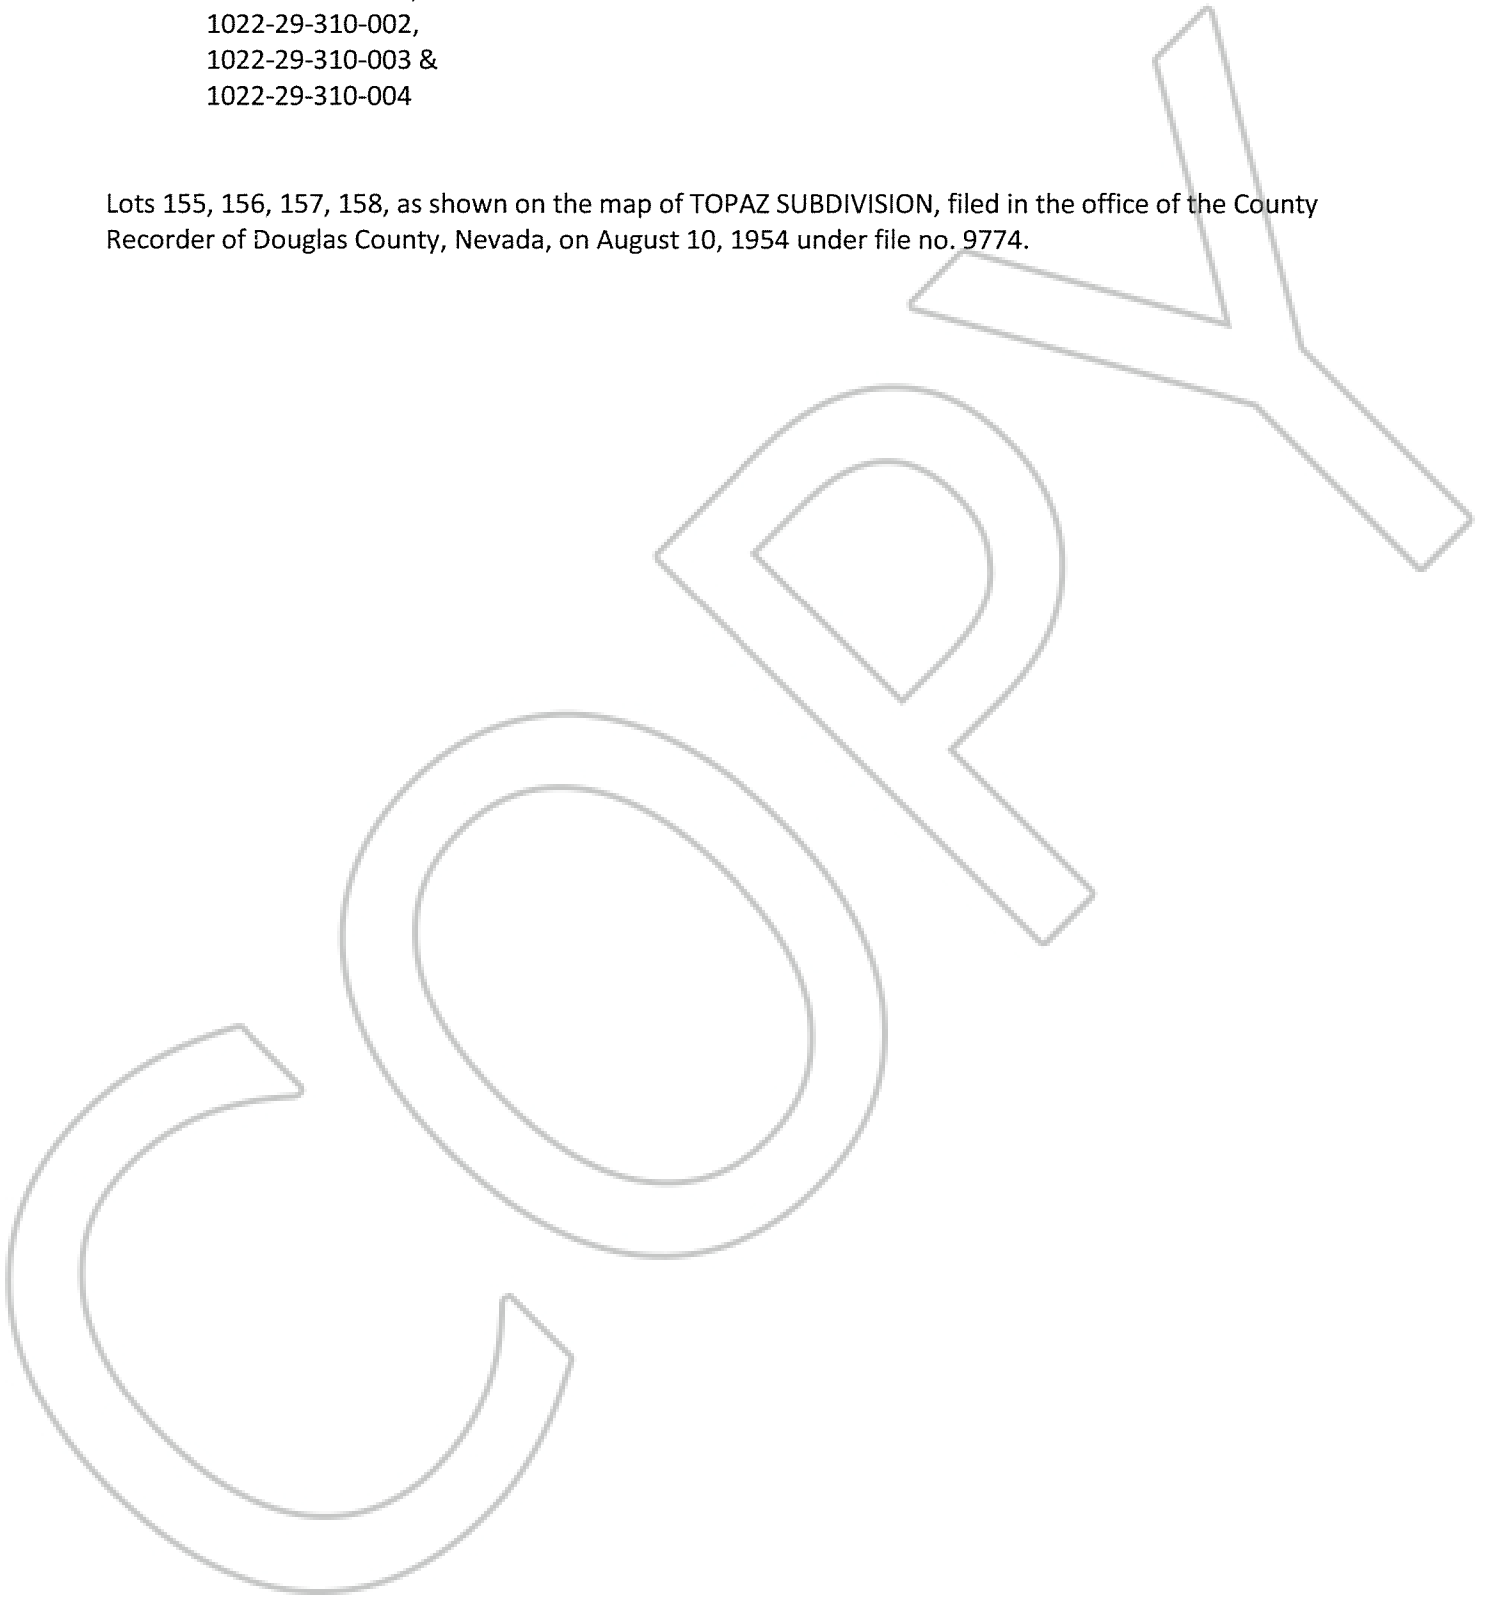 1022-29-310-002,
1022-29-310-003 &
1022-29-310-004
Lots 155, 156, 157, 158, as shown on the map of TOPAZ SUBDIVISION, filed in the office of the County
Recorder of Douglas County, Nevada, on August 10, 1954 under file no. 9774.
COPY